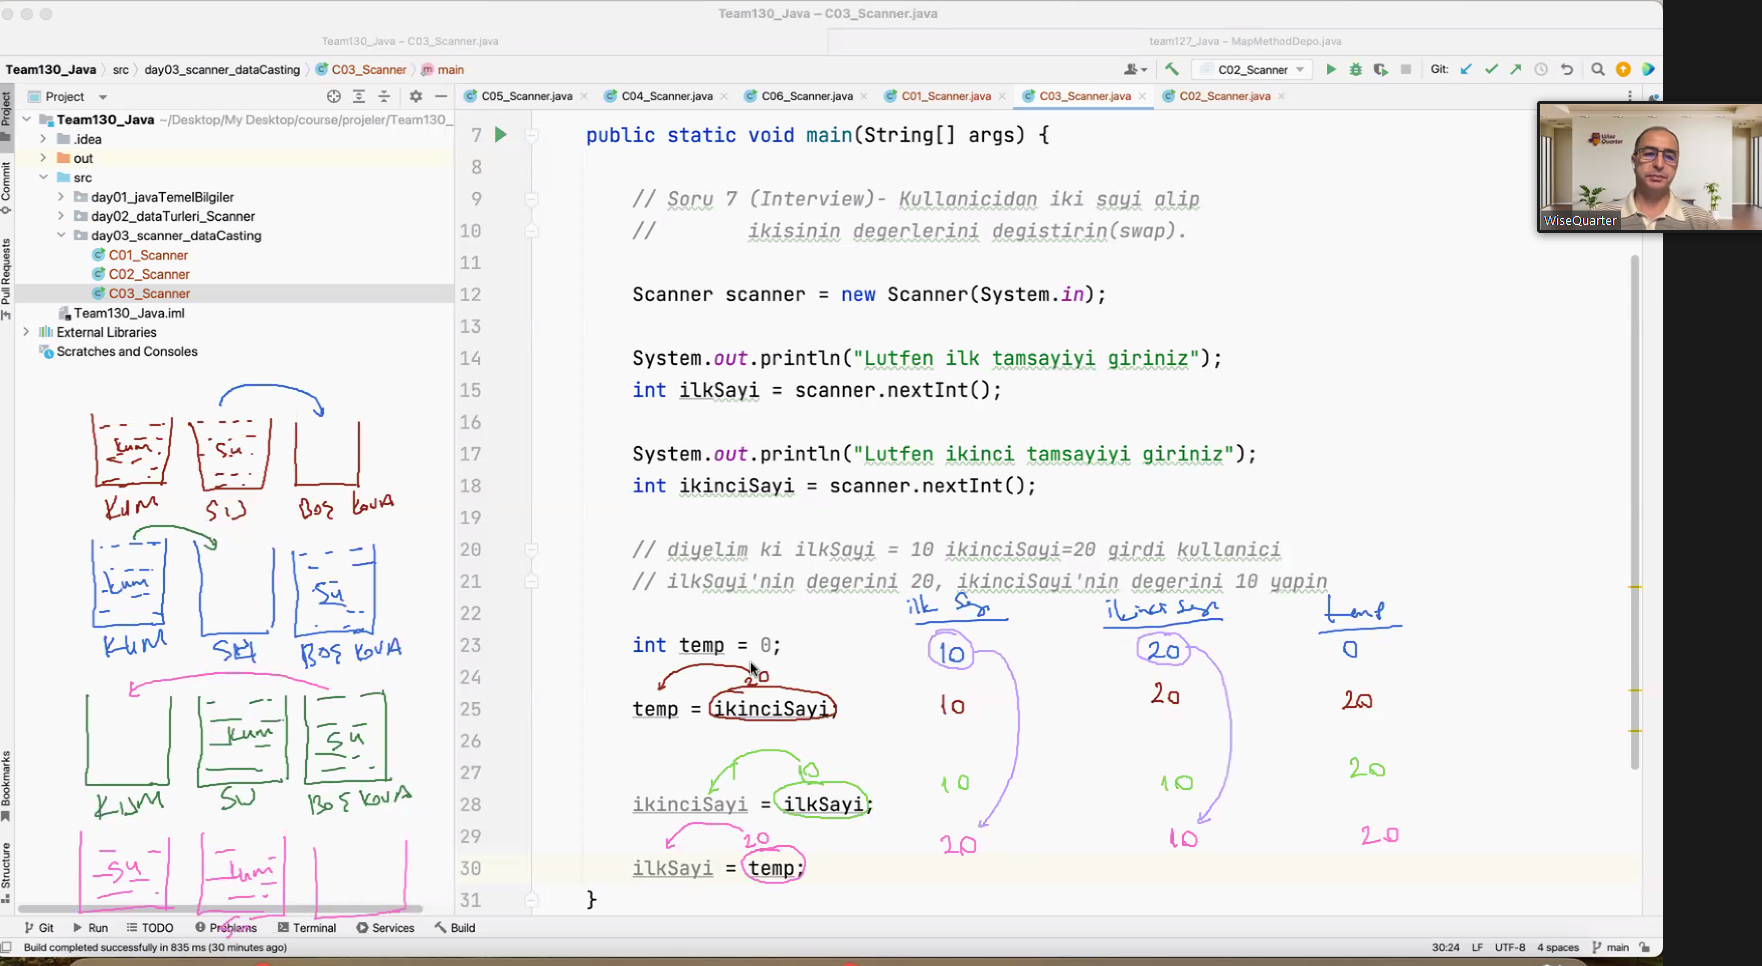 Team130_Java – C03_Scanner.java
Team130_Java – C03_Scanner.java
team127_Java – MapMethodDepo.java
Team130_Java src day03_scanner_dataCasting C03_Scanner main
C02_Scanner Git:
Project
C05_Scanner.java C04_Scanner.java C06_Scanner.java C01_Scanner.java C03_Scanner.java C02_Scanner.java
Team130_Java ~/Desktop/My Desktop/course/projeler/Team130_
.idea
out
src
day01_javaTemelBilgiler
day02_dataTurleri_Scanner
day03_scanner_dataCasting
C01_Scanner
C02_Scanner
C03_Scanner
Team130_Java.iml
External Libraries
Scratches and Consoles
Project
Commit
Pull Requests
Bookmarks
Structure
Wise Quarter
WiseQuarter
7 public static void main(String[] args) {
8
9 // Soru 7 (Interview)- Kullanicidan iki sayi alip
10 // ikisinin degerlerini degistirin(swap).
11
12 Scanner scanner = new Scanner(System.in);
13
14 System.out.println("Lutfen ilk tamsayiyi giriniz");
15 int ilkSayi = scanner.nextInt();
16
17 System.out.println("Lutfen ikinci tamsayiyi giriniz");
18 int ikinciSayi = scanner.nextInt();
19
20 // diyelim ki ilkSayi = 10 ikinciSayi=20 girdi kullanici
21 // ilkSayi'nin degerini 20, ikinciSayi'nin degerini 10 yapin
22
23 int temp = 0;
24
25 temp = ikinciSayi;
26
27
28 ikinciSayi = ilkSayi;
29
30 ilkSayi = temp;
31 }
ilk Sayı ikinci sayı temp
10 20 0
20
10 20 20
10
10 10 20
20
20 10 20
Kum Su
KUM SU BOŞ KOVA
Kum Su
KUM SU BOŞ KOVA
Kum Su
KUM SU BOŞ KOVA
Su Kum
Su
Git Run TODO Problems Terminal Services Build
Build completed successfully in 835 ms (30 minutes ago)
30:24 LF UTF-8 4 spaces main